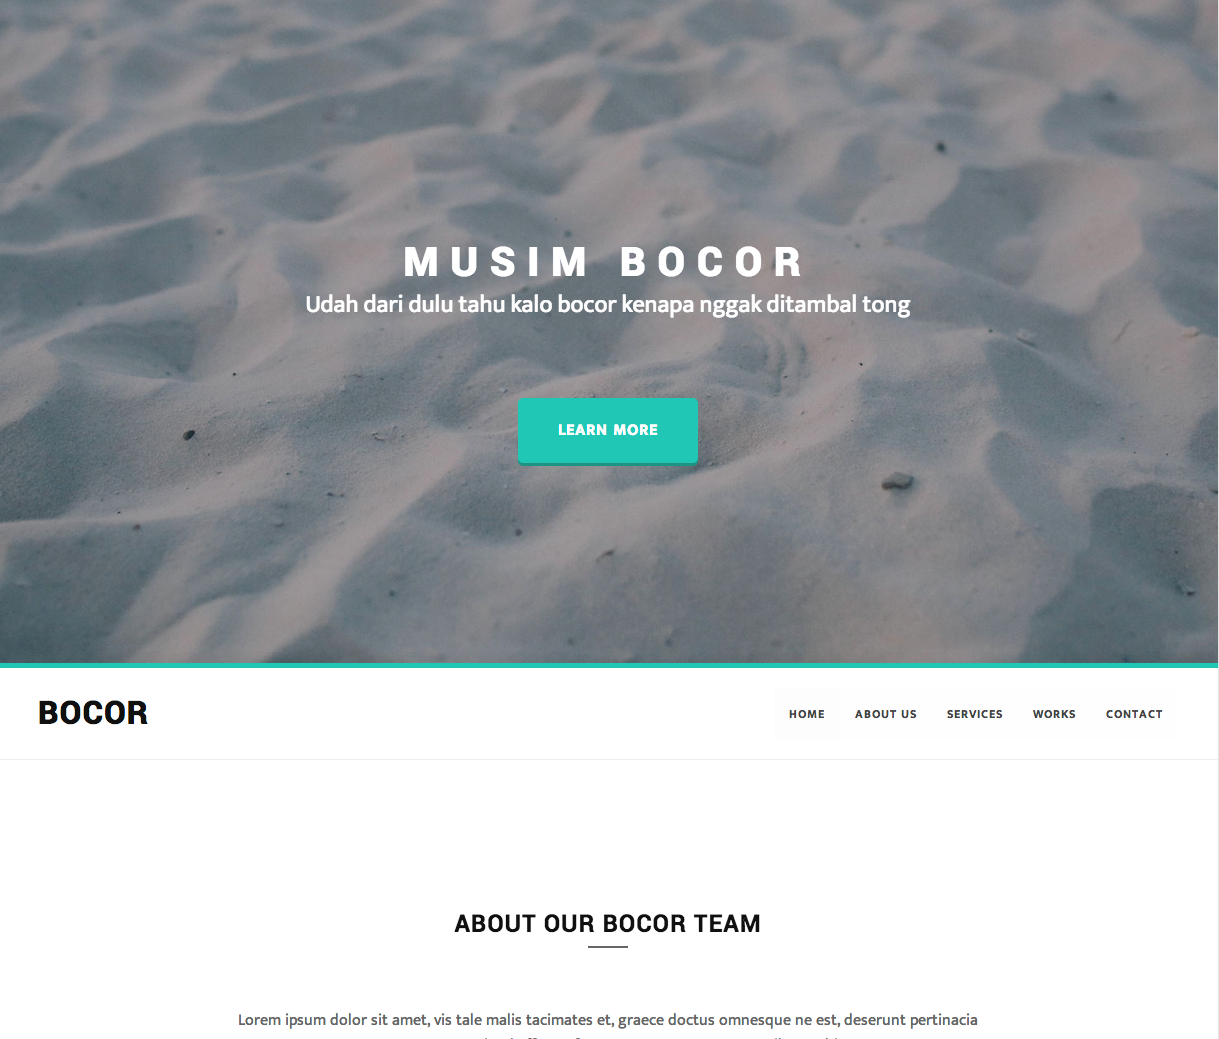 MUSIM BOCOR
Udah dari dulu tahu kalo bocor kenapa nggak ditambal tong
LEARN MORE
BOCOR
HOME ABOUT US SERVICES WORKS CONTACT
ABOUT OUR BOCOR TEAM
Lorem ipsum dolor sit amet, vis tale malis tacimates et, graece doctus omnesque ne est, deserunt pertinacia